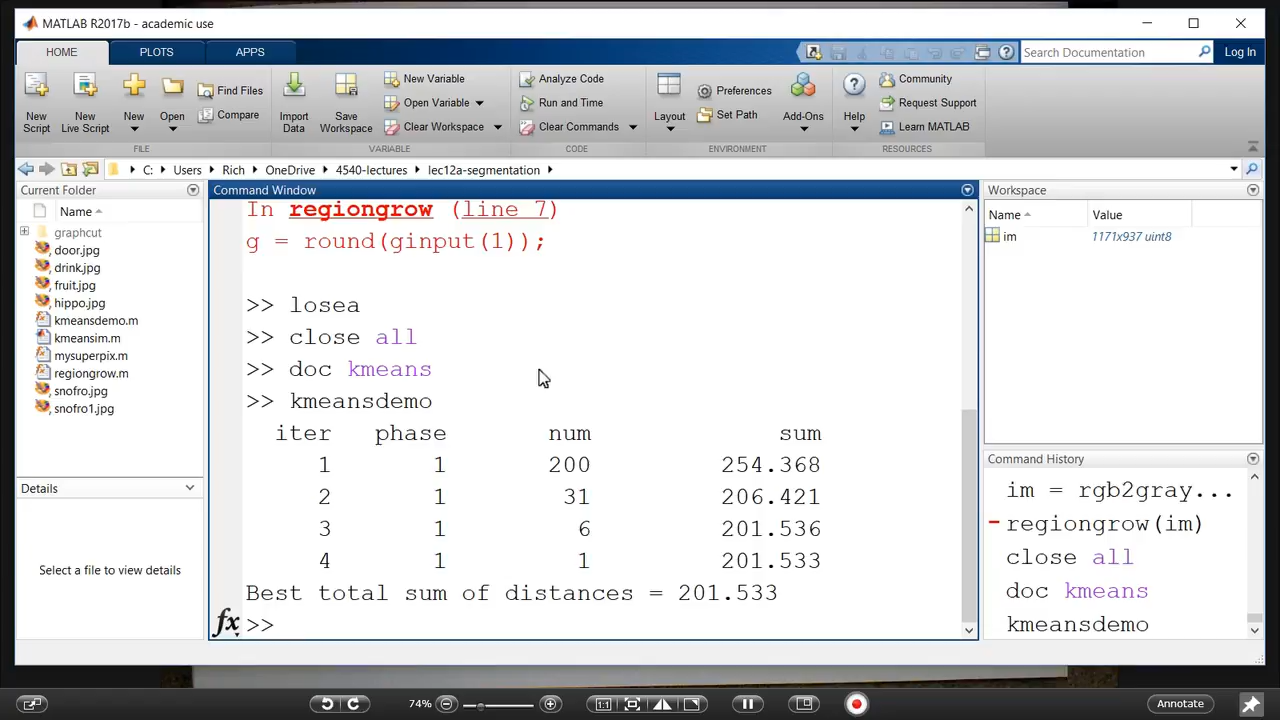 MATLAB R2017b - academic use
HOME PLOTS APPS
Search Documentation
Log In
New Script
New Live Script
New
Open
Find Files
Compare
FILE
Import Data
Save Workspace
New Variable
Open Variable
Clear Workspace
VARIABLE
Analyze Code
Run and Time
Clear Commands
CODE
Layout
Preferences
Set Path
ENVIRONMENT
Add-Ons
Help
Community
Request Support
Learn MATLAB
RESOURCES
C: Users Rich OneDrive 4540-lectures lec12a-segmentation
Current Folder
Name
graphcut
door.jpg
drink.jpg
fruit.jpg
hippo.jpg
kmeansdemo.m
kmeansim.m
mysuperpix.m
regiongrow.m
snofro.jpg
snofro1.jpg
Details
Select a file to view details
Command Window
In regiongrow (line 7)
g = round(ginput(1));
>> losea
>> close all
>> doc kmeans
>> kmeansdemo
iter phase num sum
1 1 200 254.368
2 1 31 206.421
3 1 6 201.536
4 1 1 201.533
Best total sum of distances = 201.533
fx >>
Workspace
Name Value
im 1171x937 uint8
Command History
im = rgb2gray...
regiongrow(im)
close all
doc kmeans
kmeansdemo
74%
1:1
Annotate